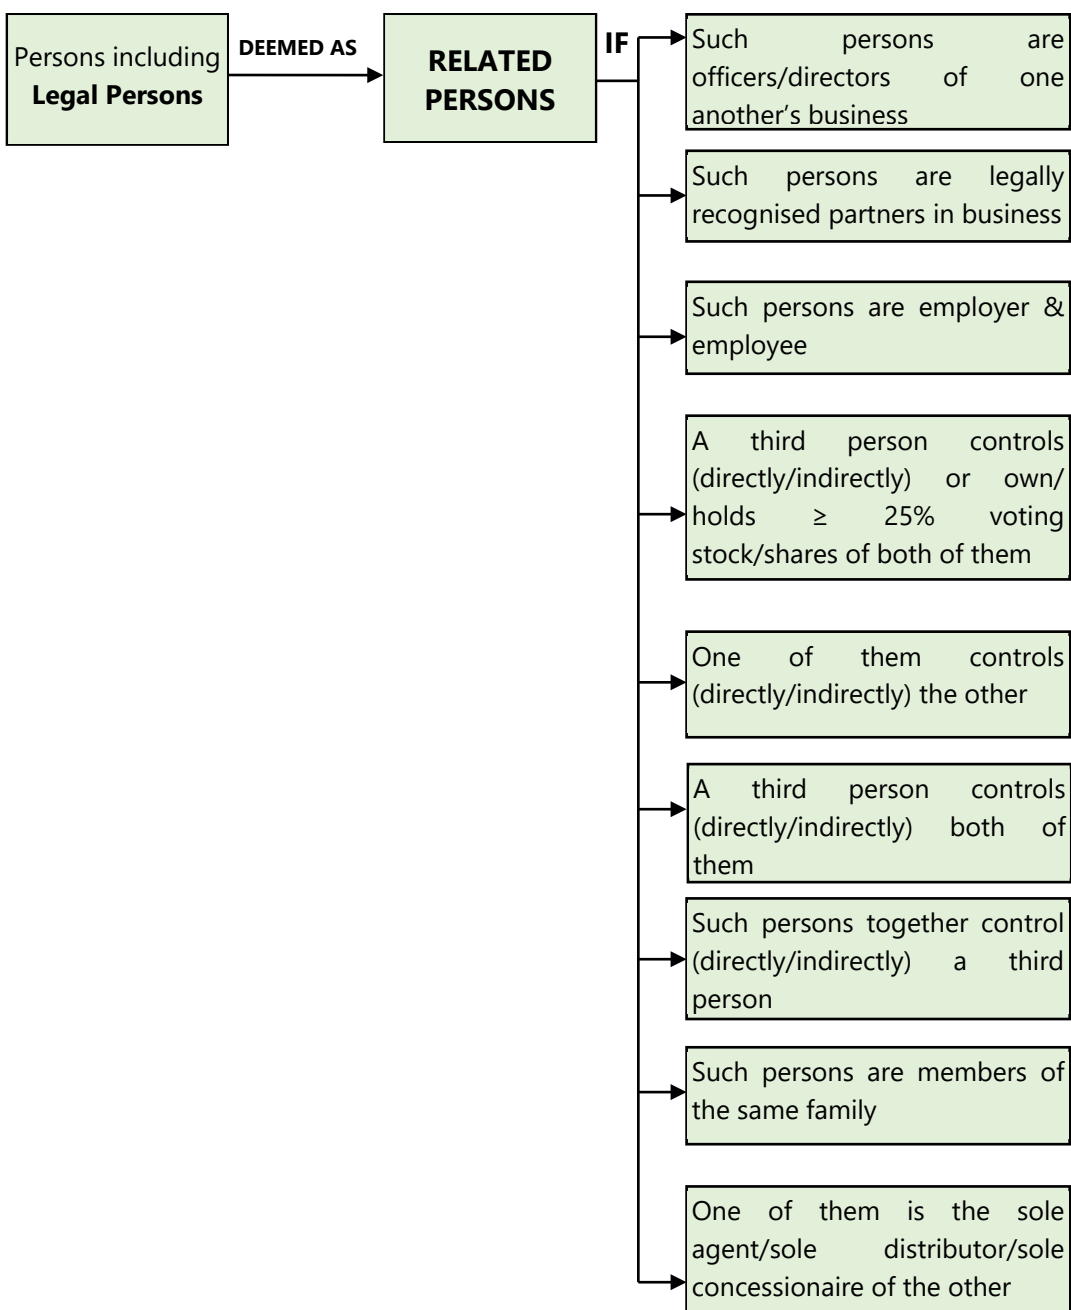 Persons including
Legal Persons
DEEMED AS
RELATED
PERSONS
IF
Such persons are
officers/directors of one
another’s business
Such persons are legally
recognised partners in business
Such persons are employer &
employee
A third person controls
(directly/indirectly) or own/
holds ≥ 25% voting
stock/shares of both of them
One of them controls
(directly/indirectly) the other
A third person controls
(directly/indirectly) both of
them
Such persons together control
(directly/indirectly) a third
person
Such persons are members of
the same family
One of them is the sole
agent/sole distributor/sole
concessionaire of the other